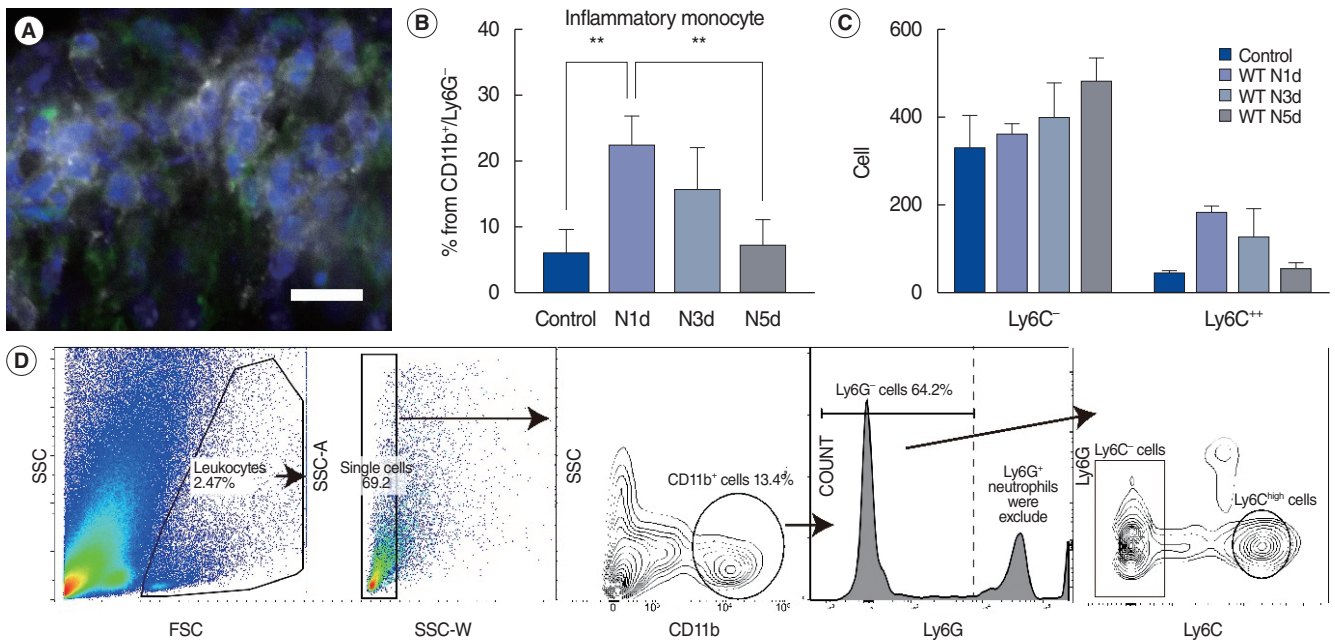 A
B
Inflammatory monocyte
**
**
40
30
20
10
0
% from CD11b⁺/Ly6G⁻
Control
N1d
N3d
N5d
C
600
400
200
0
Cell
Control
WT N1d
WT N3d
WT N5d
Ly6C⁻
Ly6C⁺⁺
D
SSC
Leukocytes
2.47%
FSC
SSC-A
Single cells
69.2
SSC-W
SSC
CD11b⁺ cells 13.4%
0
10³
10⁴
CD11b
COUNT
Ly6G⁻ cells 64.2%
Ly6G⁺
neutrophils
were
exclude
Ly6G
Ly6G
Ly6C⁻ cells
Ly6Cʰⁱᵍʰ cells
Ly6C